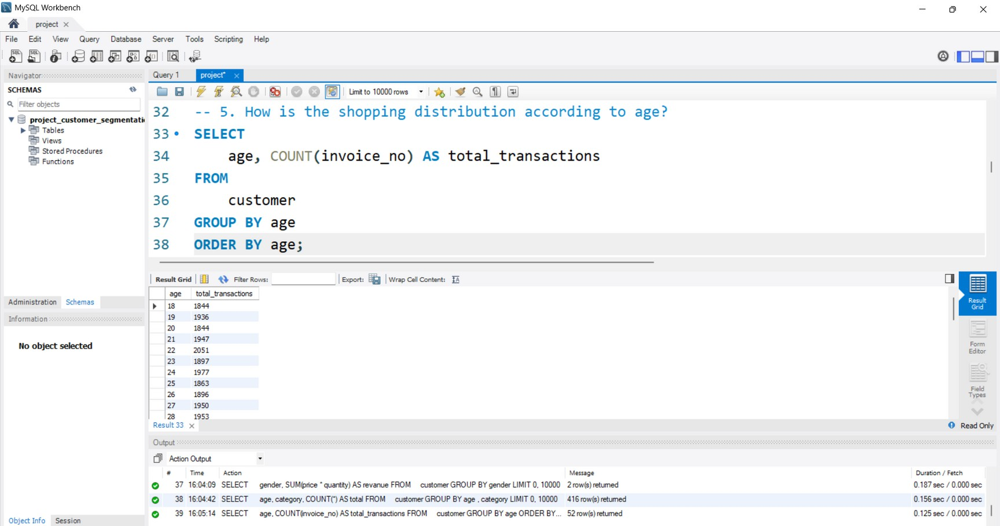 MySQL Workbench
project
File Edit View Query Database Server Tools Scripting Help
Navigator
SCHEMAS
Filter objects
project_customer_segmentati
Tables
Views
Stored Procedures
Functions
Administration Schemas
Information
No object selected
Object Info Session
Query 1 project*
Limit to 10000 rows
32 -- 5. How is the shopping distribution according to age?
33 SELECT
34 age, COUNT(invoice_no) AS total_transactions
35 FROM
36 customer
37 GROUP BY age
38 ORDER BY age;
Result Grid Filter Rows: Export: Wrap Cell Content:
age total_transactions
18 1844
19 1936
20 1844
21 1947
22 2051
23 1897
24 1977
25 1863
26 1896
27 1950
28 1953
Result Grid
Form Editor
Field Types
Result 33
Read Only
Output
Action Output
# Time Action Message Duration / Fetch
37 16:04:09 SELECT gender, SUM(price * quantity) AS revanue FROM customer GROUP BY gender LIMIT 0, 10000 2 row(s) returned 0.187 sec / 0.000 sec
38 16:04:42 SELECT age, category, COUNT(*) AS total FROM customer GROUP BY age , category LIMIT 0, 10000 416 row(s) returned 0.156 sec / 0.000 sec
39 16:05:14 SELECT age, COUNT(invoice_no) AS total_transactions FROM customer GROUP BY age ORDER BY... 52 row(s) returned 0.125 sec / 0.000 sec